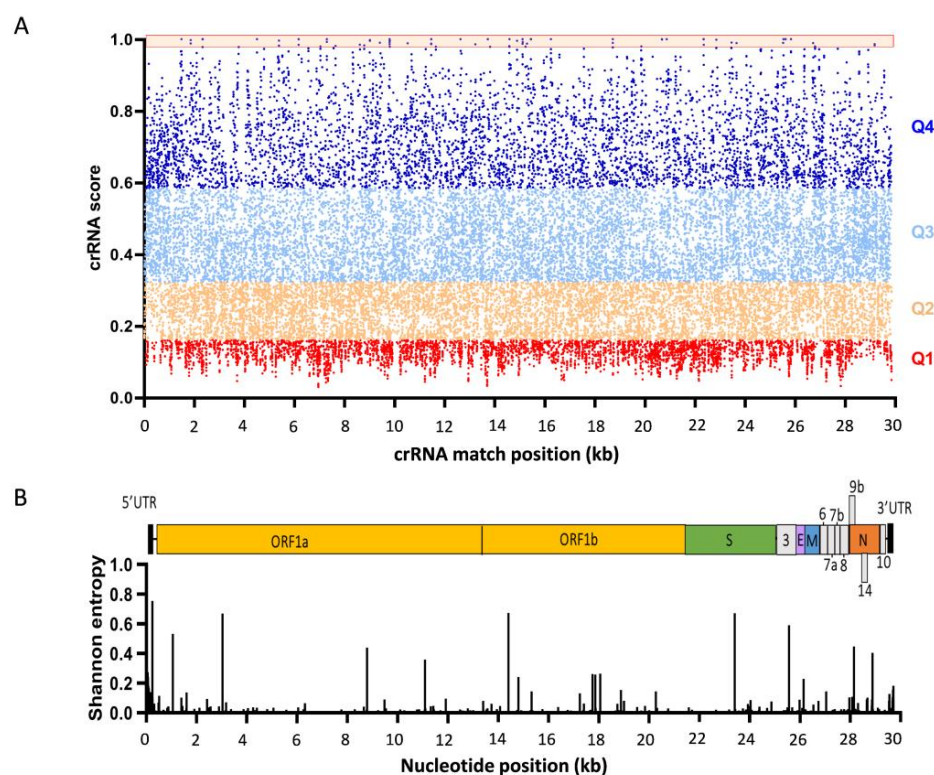 A
1.0
0.8
0.6
0.4
0.2
0.0
crRNA score
Q4
Q3
Q2
Q1
0 2 4 6 8 10 12 14 16 18 20 22 24 26 28 30
crRNA match position (kb)
B
5'UTR
ORF1a
ORF1b
S
3
E
M
6
7a
7b
8
9b
N
14
10
3'UTR
1.0
0.8
0.6
0.4
0.2
0.0
Shannon entropy
0 2 4 6 8 10 12 14 16 18 20 22 24 26 28 30
Nucleotide position (kb)